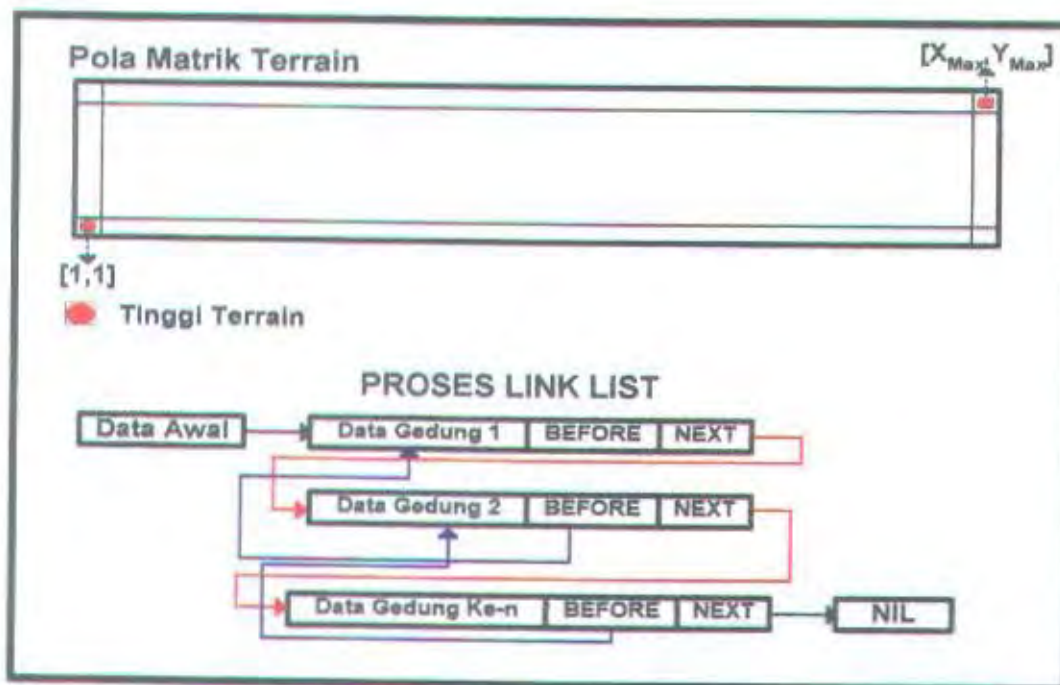 Pola Matrik Terrain
[XMax, YMax]
[1,1]
Tinggi Terrain
PROSES LINK LIST
Data Awal
Data Gedung 1 BEFORE NEXT
Data Gedung 2 BEFORE NEXT
Data Gedung Ke-n BEFORE NEXT
NIL